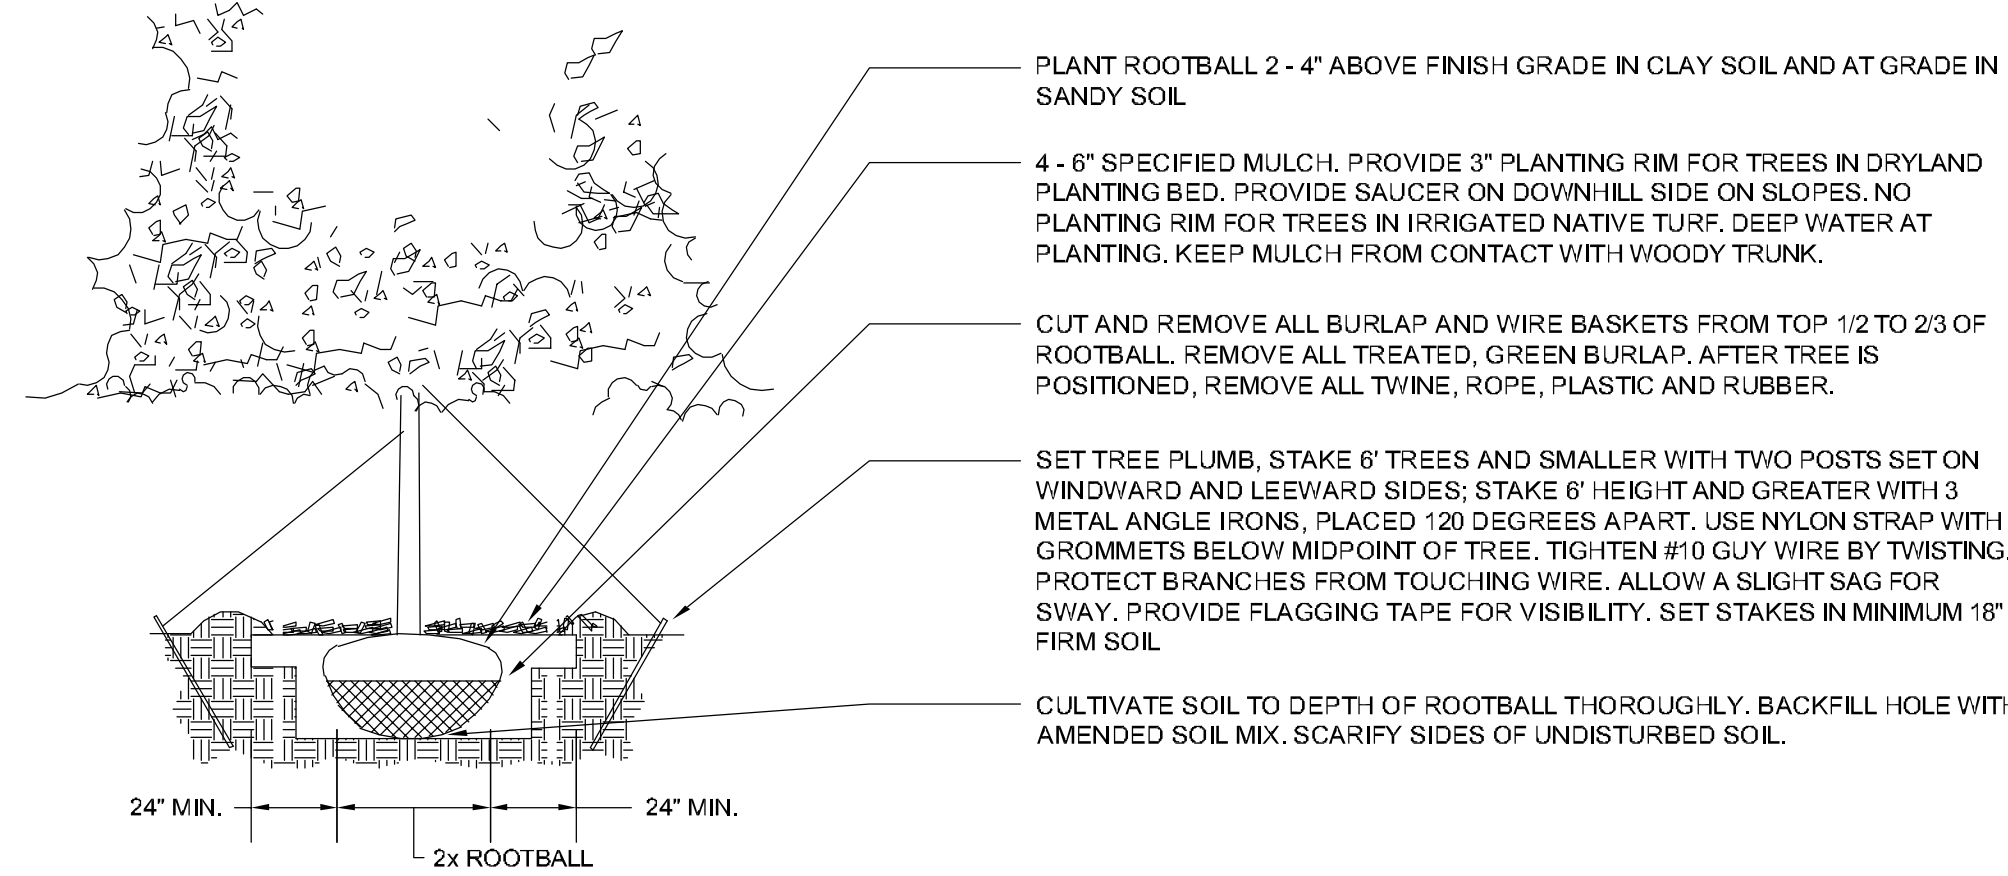 PLANT ROOTBALL 2 - 4" ABOVE FINISH GRADE IN CLAY SOIL AND AT GRADE IN
SANDY SOIL
4 - 6" SPECIFIED MULCH. PROVIDE 3" PLANTING RIM FOR TREES IN DRYLAND
PLANTING BED. PROVIDE SAUCER ON DOWNHILL SIDE ON SLOPES. NO
PLANTING RIM FOR TREES IN IRRIGATED NATIVE TURF. DEEP WATER AT
PLANTING. KEEP MULCH FROM CONTACT WITH WOODY TRUNK.
CUT AND REMOVE ALL BURLAP AND WIRE BASKETS FROM TOP 1/2 TO 2/3 OF
ROOTBALL. REMOVE ALL TREATED, GREEN BURLAP. AFTER TREE IS
POSITIONED, REMOVE ALL TWINE, ROPE, PLASTIC AND RUBBER.
SET TREE PLUMB, STAKE 6' TREES AND SMALLER WITH TWO POSTS SET ON
WINDWARD AND LEEWARD SIDES; STAKE 6' HEIGHT AND GREATER WITH 3
METAL ANGLE IRONS, PLACED 120 DEGREES APART. USE NYLON STRAP WITH
GROMMETS BELOW MIDPOINT OF TREE. TIGHTEN #10 GUY WIRE BY TWISTING.
PROTECT BRANCHES FROM TOUCHING WIRE. ALLOW A SLIGHT SAG FOR
SWAY. PROVIDE FLAGGING TAPE FOR VISIBILITY. SET STAKES IN MINIMUM 18"
FIRM SOIL
CULTIVATE SOIL TO DEPTH OF ROOTBALL THOROUGHLY. BACKFILL HOLE WITH
AMENDED SOIL MIX. SCARIFY SIDES OF UNDISTURBED SOIL.
24" MIN.
24" MIN.
2x ROOTBALL